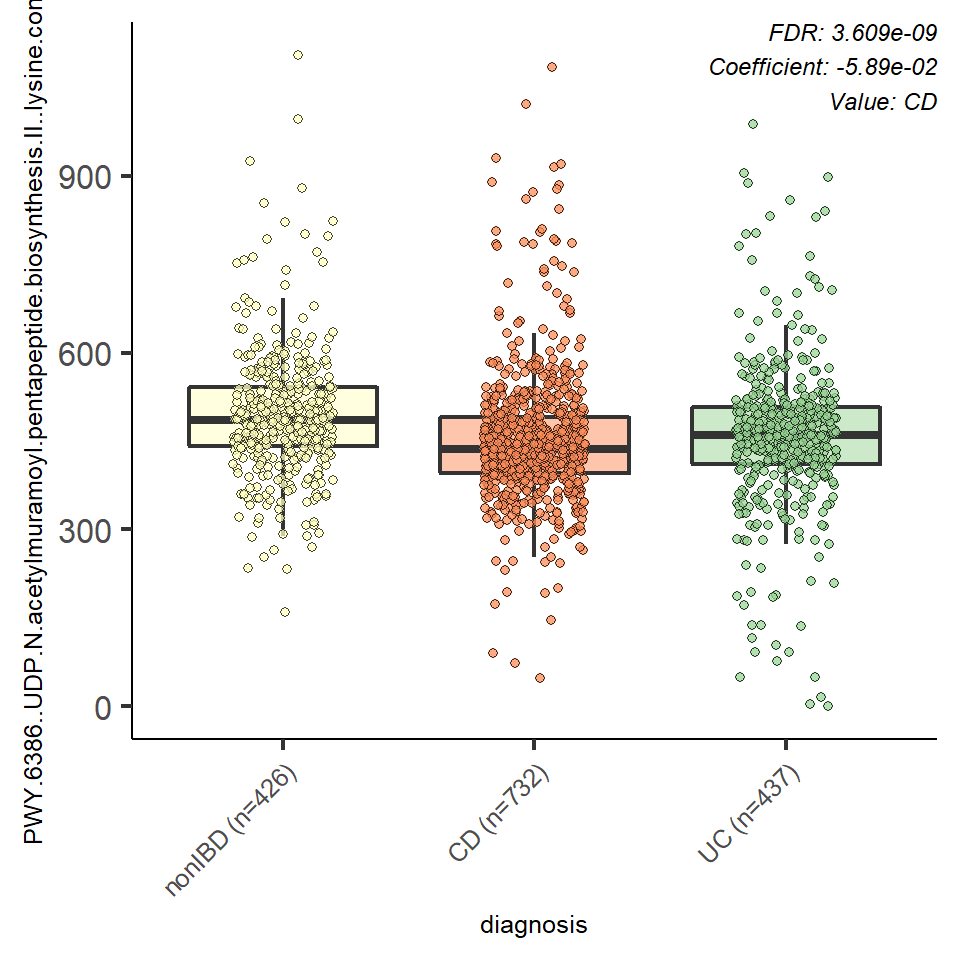 FDR: 3.609e-09
Coefficient: -5.89e-02
Value: CD
PWY.6386..UDP.N.acetylmuramoyl.pentapeptide.biosynthesis.II..lysine.con
900
600
300
0
nonIBD (n=426)
CD (n=732)
UC (n=437)
diagnosis